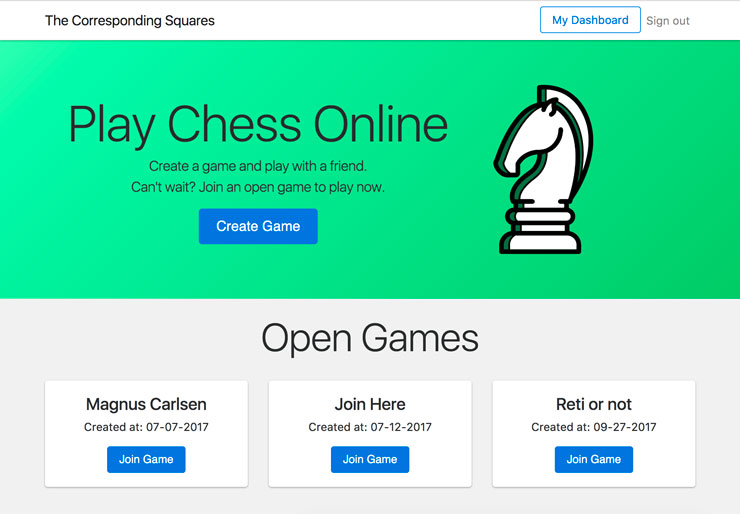 The Corresponding Squares
My Dashboard
Sign out
Play Chess Online
Create a game and play with a friend.
Can't wait? Join an open game to play now.
Create Game
Open Games
Magnus Carlsen
Created at: 07-07-2017
Join Game
Join Here
Created at: 07-12-2017
Join Game
Reti or not
Created at: 09-27-2017
Join Game